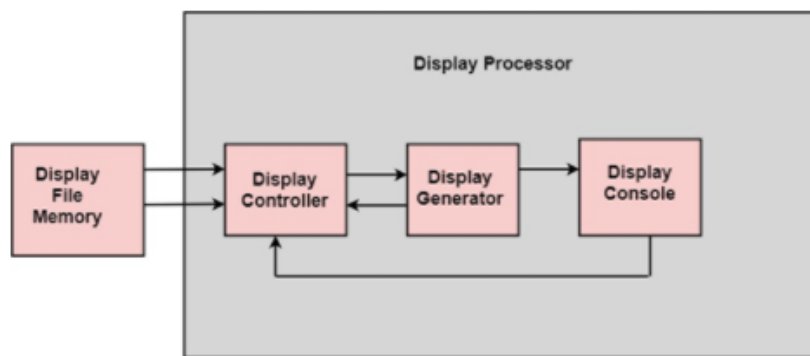 Display Processor
Display
File
Memory
Display
Controller
Display
Generator
Display
Console